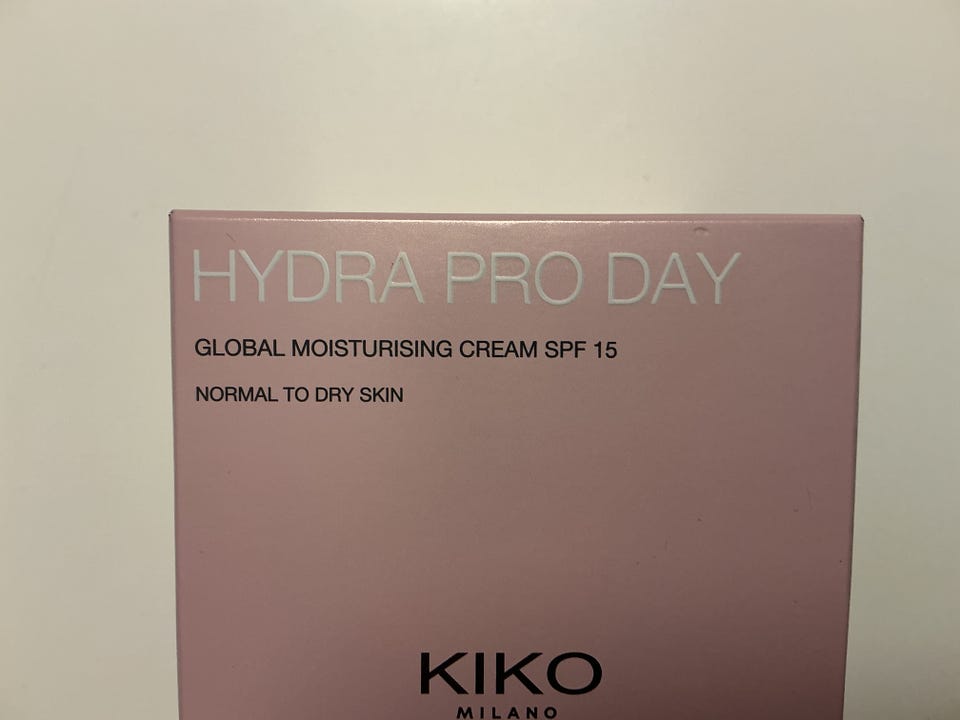 HYDRA PRO DAY
GLOBAL MOISTURISING CREAM SPF 15
NORMAL TO DRY SKIN
KIKO
MILANO